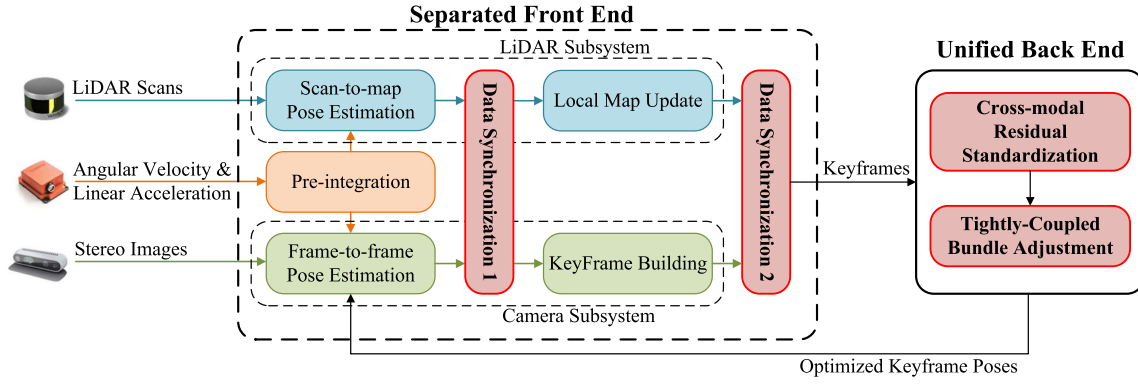 Separated Front End
LiDAR Subsystem
Unified Back End
LiDAR Scans
Scan-to-map
Pose Estimation
Data Synchronization 1
Local Map Update
Data Synchronization 2
Cross-modal
Residual
Standardization
Angular Velocity &
Linear Acceleration
Pre-integration
Keyframes
Tightly-Coupled
Bundle Adjustment
Stereo Images
Frame-to-frame
Pose Estimation
KeyFrame Building
Camera Subsystem
Optimized Keyframe Poses